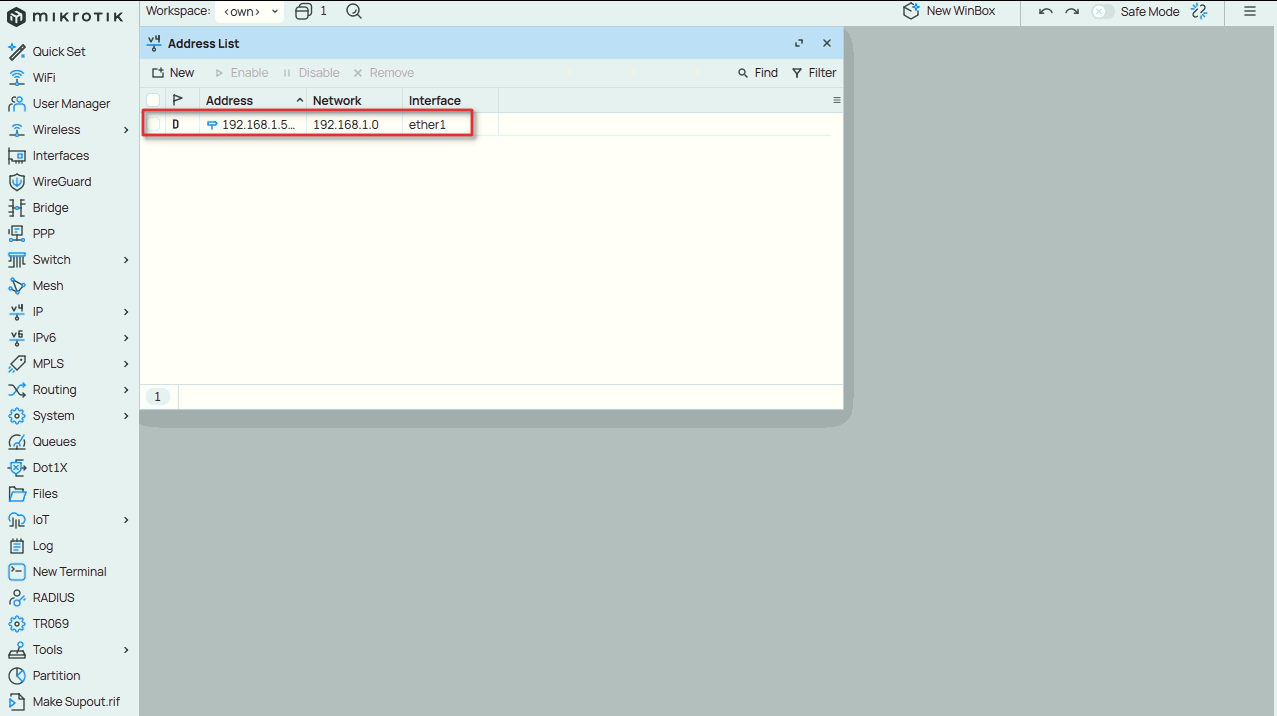 mikrotik
Workspace: <own> 1 New WinBox Safe Mode
Quick Set
WiFi
User Manager
Wireless
Interfaces
WireGuard
Bridge
PPP
Switch
Mesh
IP
IPv6
MPLS
Routing
System
Queues
Dot1X
Files
IoT
Log
New Terminal
RADIUS
TR069
Tools
Partition
Make Supout.rif
v4 Address List
New Enable Disable Remove Find Filter
Address Network Interface
D 192.168.1.5... 192.168.1.0 ether1
1